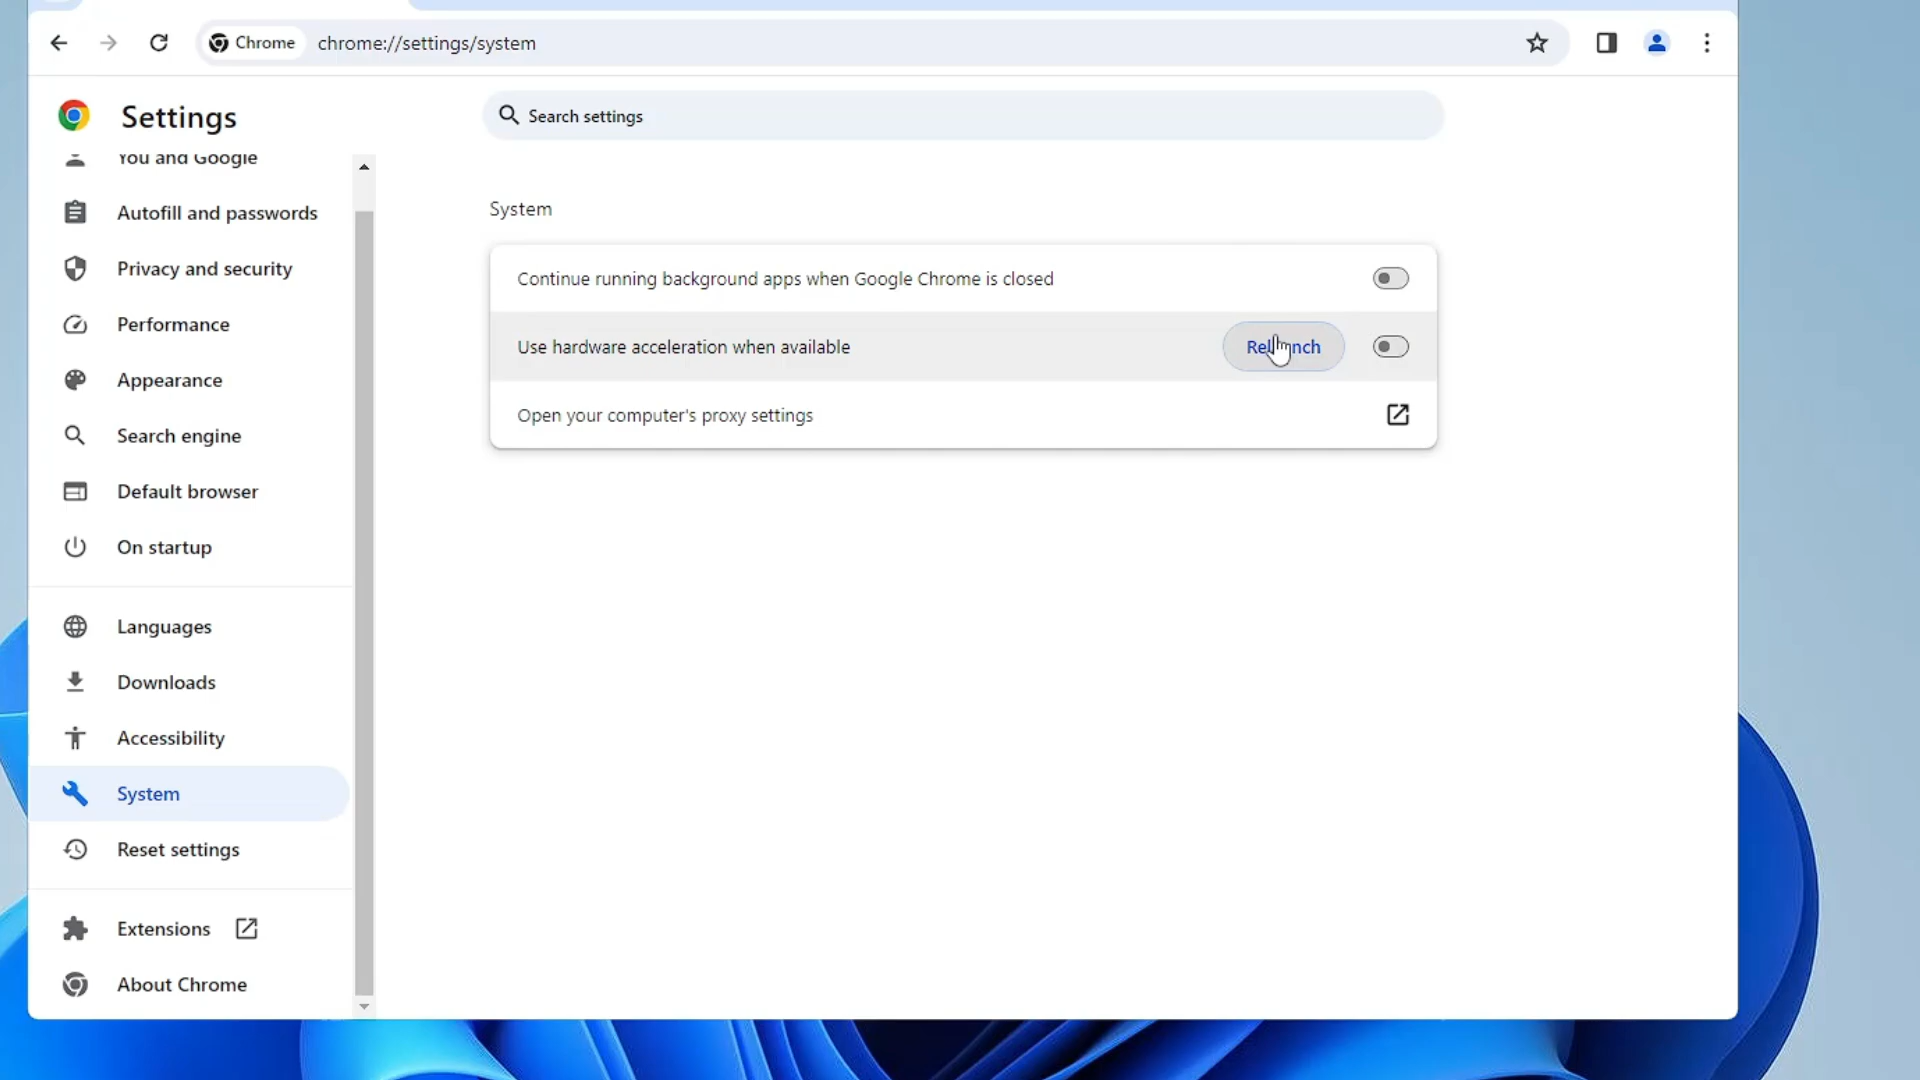 Chrome
chrome://settings/system
Settings
Search settings
You and Google
Autofill and passwords
Privacy and security
Performance
Appearance
Search engine
Default browser
On startup
Languages
Downloads
Accessibility
System
Reset settings
Extensions
About Chrome
System
Continue running background apps when Google Chrome is closed
Use hardware acceleration when available
Relaunch
Open your computer's proxy settings